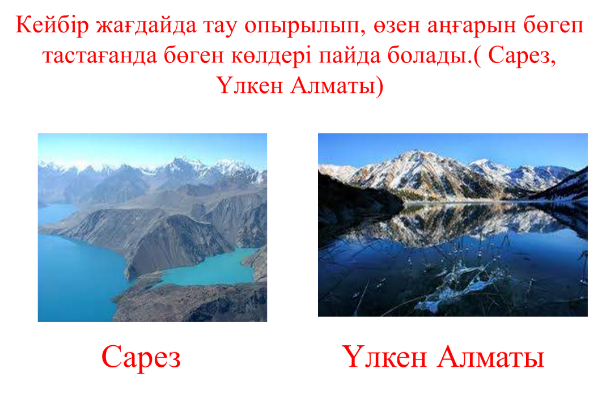 Кейбір жағдайда тау опырылып, өзен аңғарын бөгеп
тастағанда бөген көлдері пайда болады.( Сарез,
Үлкен Алматы)
Сарез
Үлкен Алматы